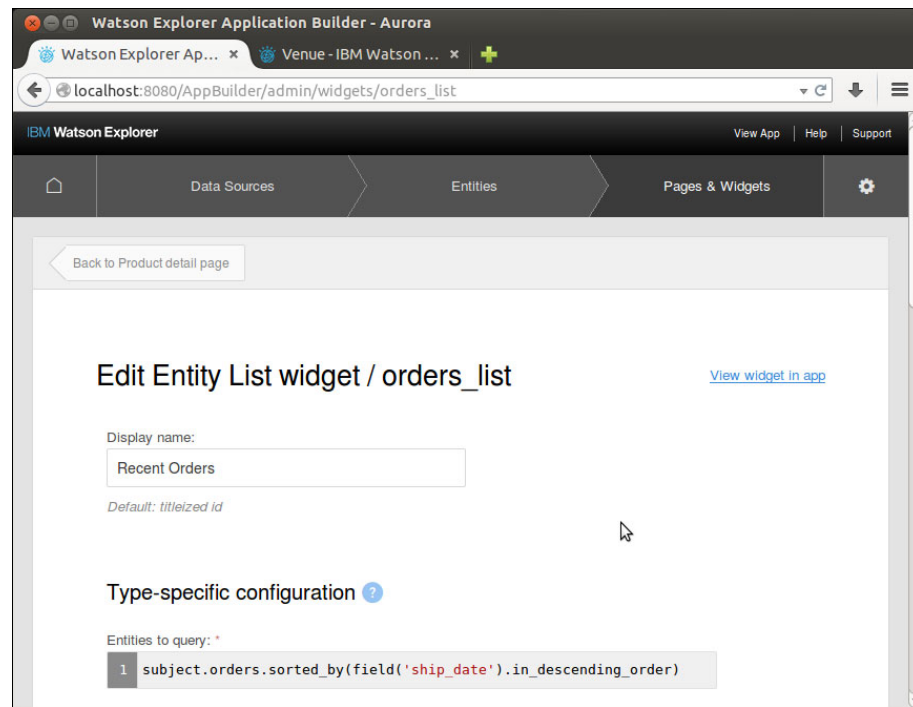 Watson Explorer Application Builder - Aurora
Watson Explorer Ap... × Venue - IBM Watson ... ×
localhost:8080/AppBuilder/admin/widgets/orders_list
IBM Watson Explorer View App | Help | Support
Data Sources Entities Pages & Widgets
Back to Product detail page
Edit Entity List widget / orders_list View widget in app
Display name:
Recent Orders
Default: titleized id
Type-specific configuration ?
Entities to query: *
1 subject.orders.sorted_by(field('ship_date').in_descending_order)